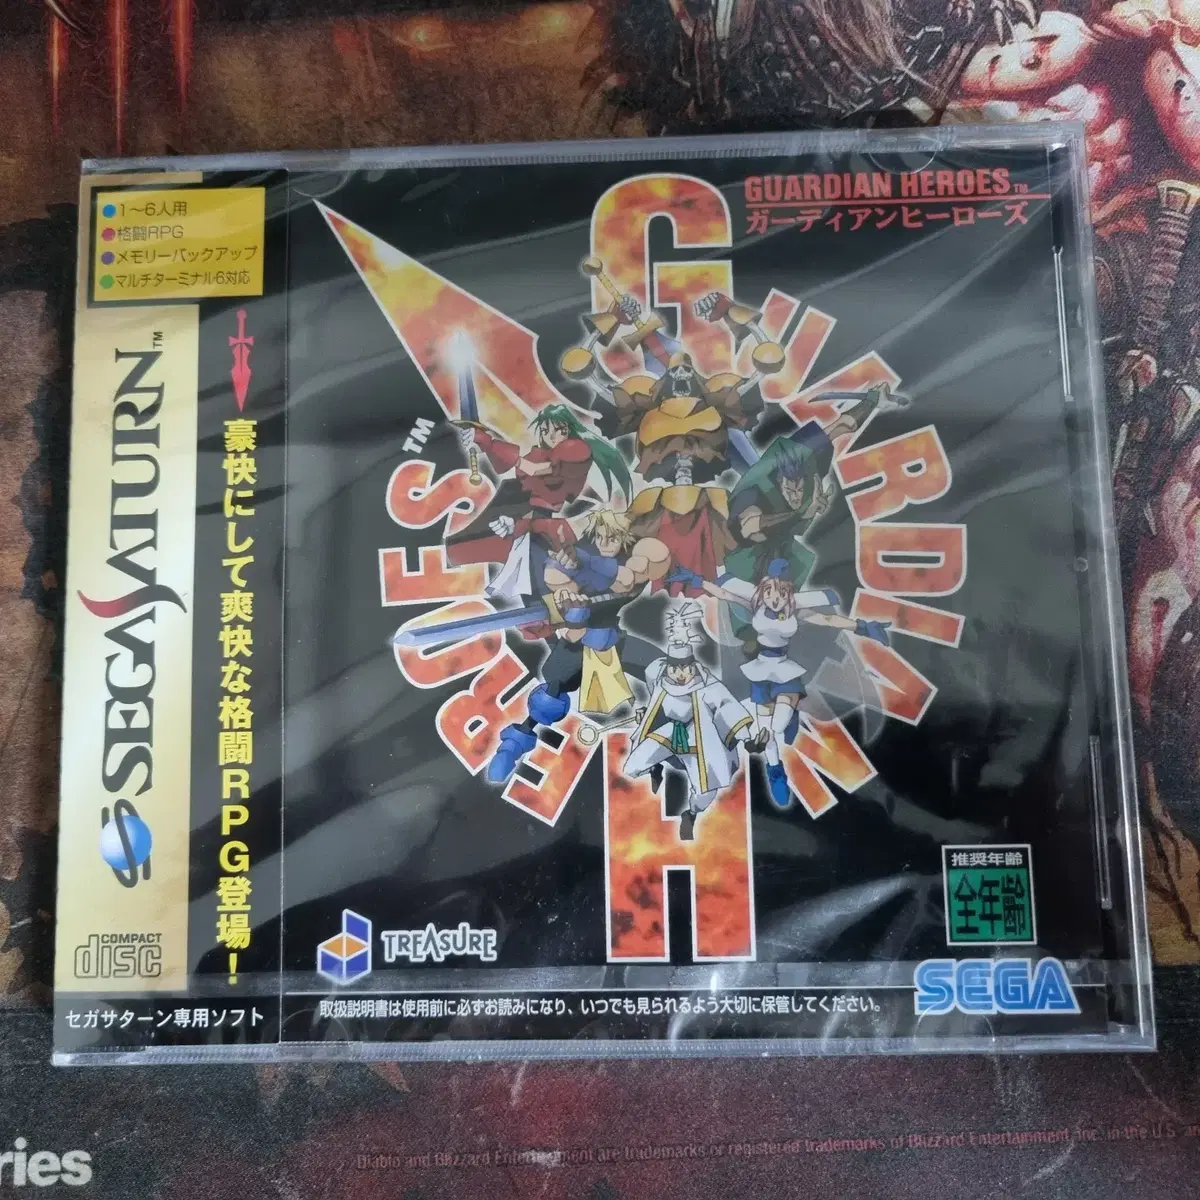 ●1～6人用
●格闘RPG
●メモリーバックアップ
●マルチターミナル6対応
SEGA SATURN™
豪快にして爽快な格闘RPG登場!
COMPACT
disc
セガサターン専用ソフト
GUARDIAN HEROES™
ガーディアンヒーローズ
GUARDIAN
HEROES™
TREASURE
推奨年齢
全年齢
SEGA
取扱説明書は使用前に必ずお読みになり、いつでも見られるよう大切に保管してください。
ries
Diablo and Blizzard Entertainment are trademarks or registered trademarks of Blizzard Entertainment, Inc. in the U.S.